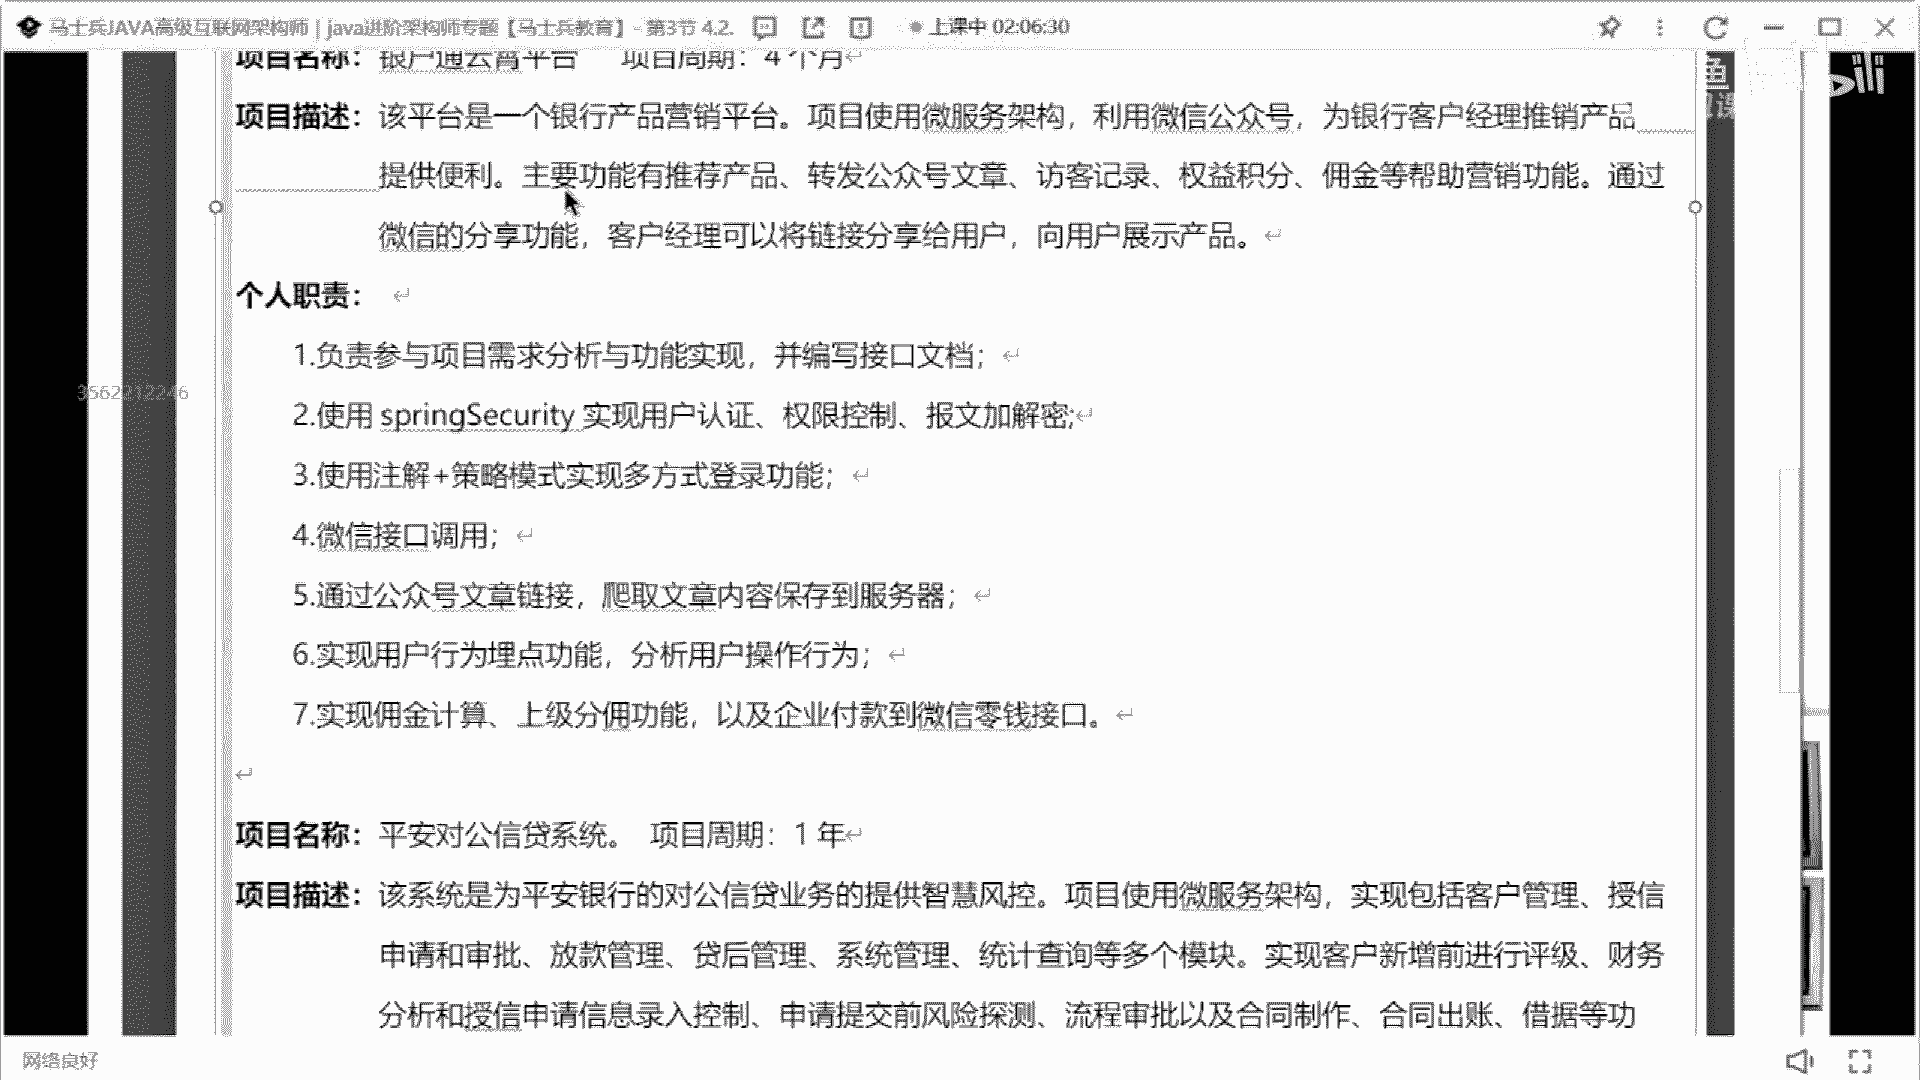 马士兵JAVA高级互联网架构师 | java进阶架构师专题【马士兵教育】 - 第3节 4.2.
上课中 02:06:30
项目名称：银户通云霄平台 项目周期：4 个月
项目描述：该平台是一个银行产品营销平台。项目使用微服务架构，利用微信公众号，为银行客户经理推销产品
提供便利。主要功能有推荐产品、转发公众号文章、访客记录、权益积分、佣金等帮助营销功能。通过
微信的分享功能，客户经理可以将链接分享给用户，向用户展示产品。
个人职责：
1.负责参与项目需求分析与功能实现，并编写接口文档；
2.使用 springSecurity 实现用户认证、权限控制、报文加解密;
3.使用注解+策略模式实现多方式登录功能；
3562212246
4.微信接口调用；
5.通过公众号文章链接，爬取文章内容保存到服务器；
6.实现用户行为埋点功能，分析用户操作行为；
7.实现佣金计算、上级分佣功能，以及企业付款到微信零钱接口。
项目名称：平安对公信贷系统。 项目周期：1 年
项目描述：该系统是为平安银行的对公信贷业务的提供智慧风控。项目使用微服务架构，实现包括客户管理、授信
申请和审批、放款管理、贷后管理、系统管理、统计查询等多个模块。实现客户新增前进行评级、财务
分析和授信申请信息录入控制、申请提交前风险探测、流程审批以及合同制作、合同出账、借据等功
网络良好